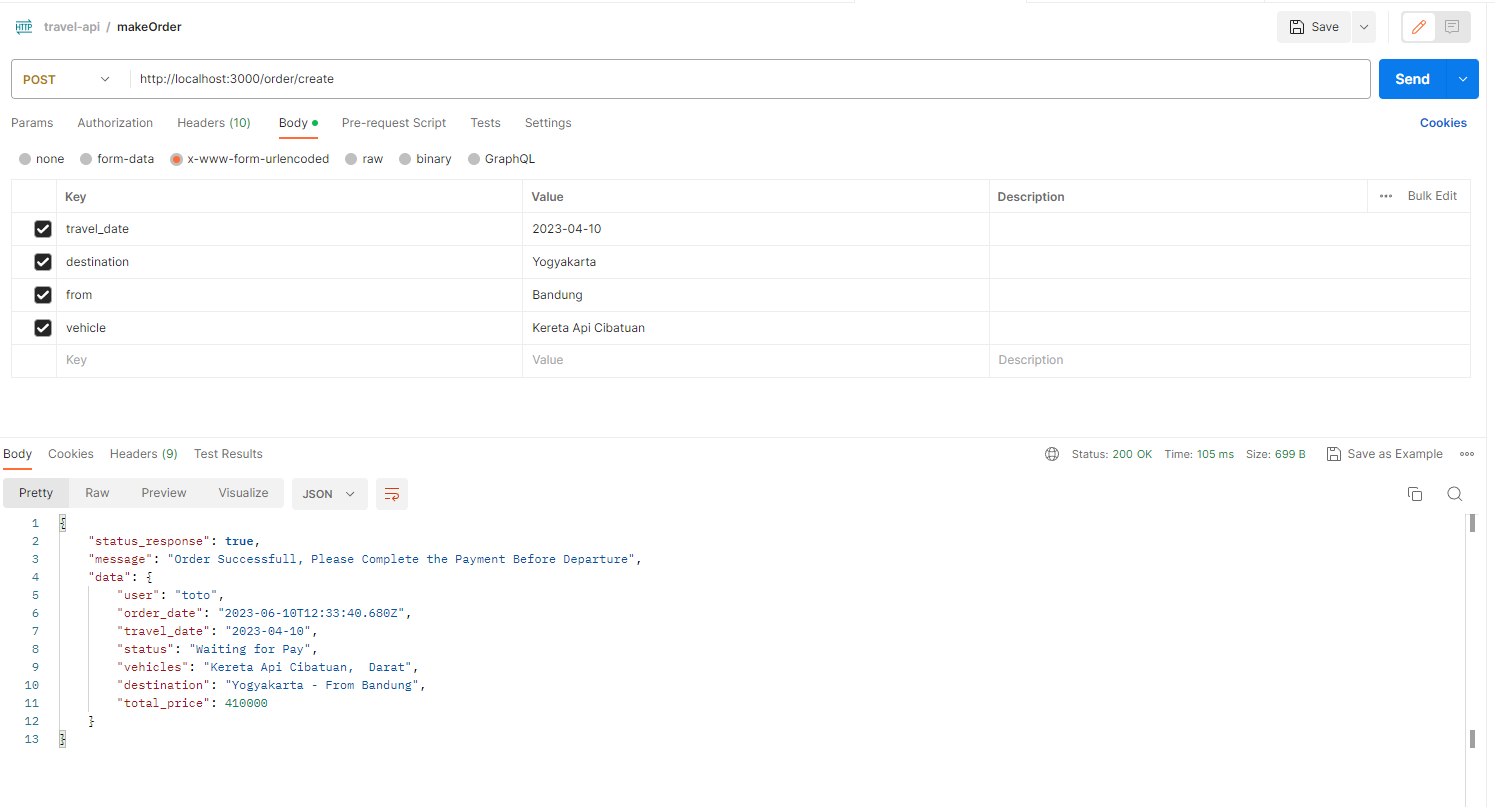 HTTP travel-api / makeOrder Save
POST http://localhost:3000/order/create Send
Params Authorization Headers (10) Body Pre-request Script Tests Settings Cookies
none form-data x-www-form-urlencoded raw binary GraphQL
Key Value Description ••• Bulk Edit
travel_date 2023-04-10
destination Yogyakarta
from Bandung
vehicle Kereta Api Cibatuan
Key Value Description
Body Cookies Headers (9) Test Results Status: 200 OK Time: 105 ms Size: 699 B Save as Example
Pretty Raw Preview Visualize JSON
1 {
2 "status_response": true,
3 "message": "Order Successfull, Please Complete the Payment Before Departure",
4 "data": {
5 "user": "toto",
6 "order_date": "2023-06-10T12:33:40.680Z",
7 "travel_date": "2023-04-10",
8 "status": "Waiting for Pay",
9 "vehicles": "Kereta Api Cibatuan,  Darat",
10 "destination": "Yogyakarta - From Bandung",
11 "total_price": 410000
12 }
13 }